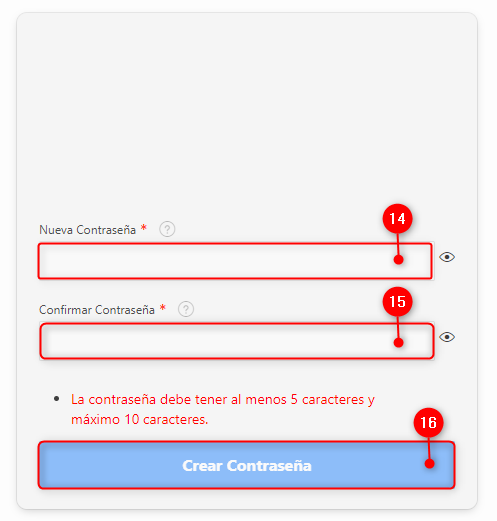 14
Nueva Contraseña * ?
15
Confirmar Contraseña * ?
• La contraseña debe tener al menos 5 caracteres y
máximo 10 caracteres.
16
Crear Contraseña